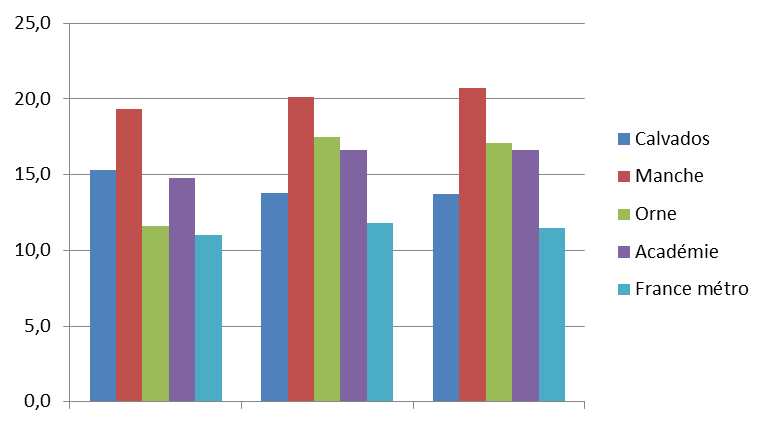 25,0
20,0
15,0
10,0
5,0
0,0
Calvados
Manche
Orne
Académie
France métro